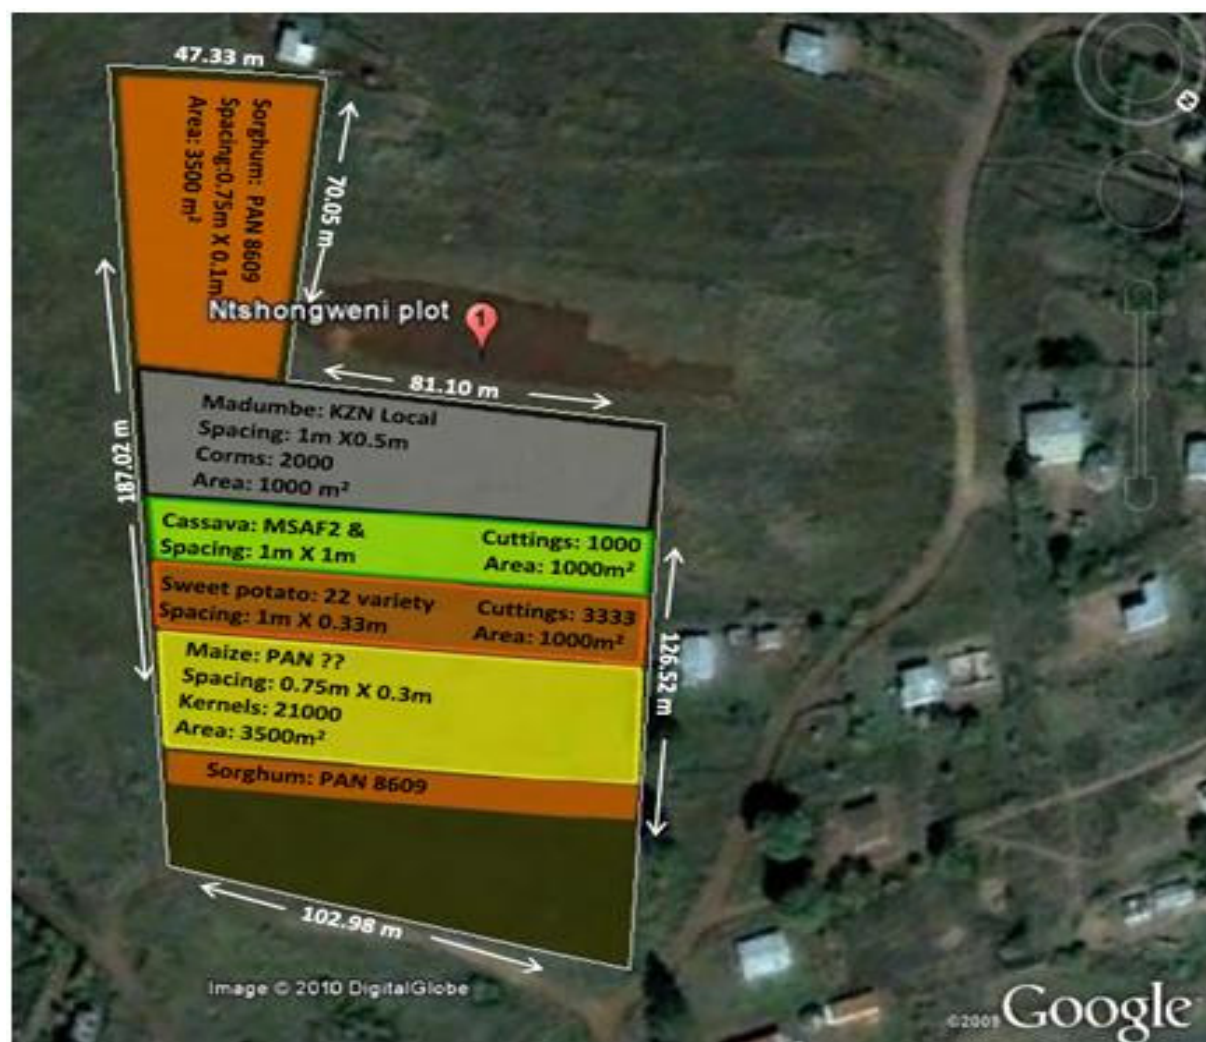 47.33 m
Sorghum: PAN 8609
Spacing:0.75m X 0.1m
Area: 3500 m²
70.05 m
Ntshongweni plot
1
81.10 m
187.02 m
Madumbe: KZN Local
Spacing: 1m X0.5m
Corms: 2000
Area: 1000 m²
Cassava: MSAF2 &
Spacing: 1m X 1m
Cuttings: 1000
Area: 1000m²
Sweet potato: 22 variety
Spacing: 1m X 0.33m
Cuttings: 3333
Area: 1000m²
126.52 m
Maize: PAN ??
Spacing: 0.75m X 0.3m
Kernels: 21000
Area: 3500m²
Sorghum: PAN 8609
102.98 m
Image © 2010 DigitalGlobe
©2009 Google
N